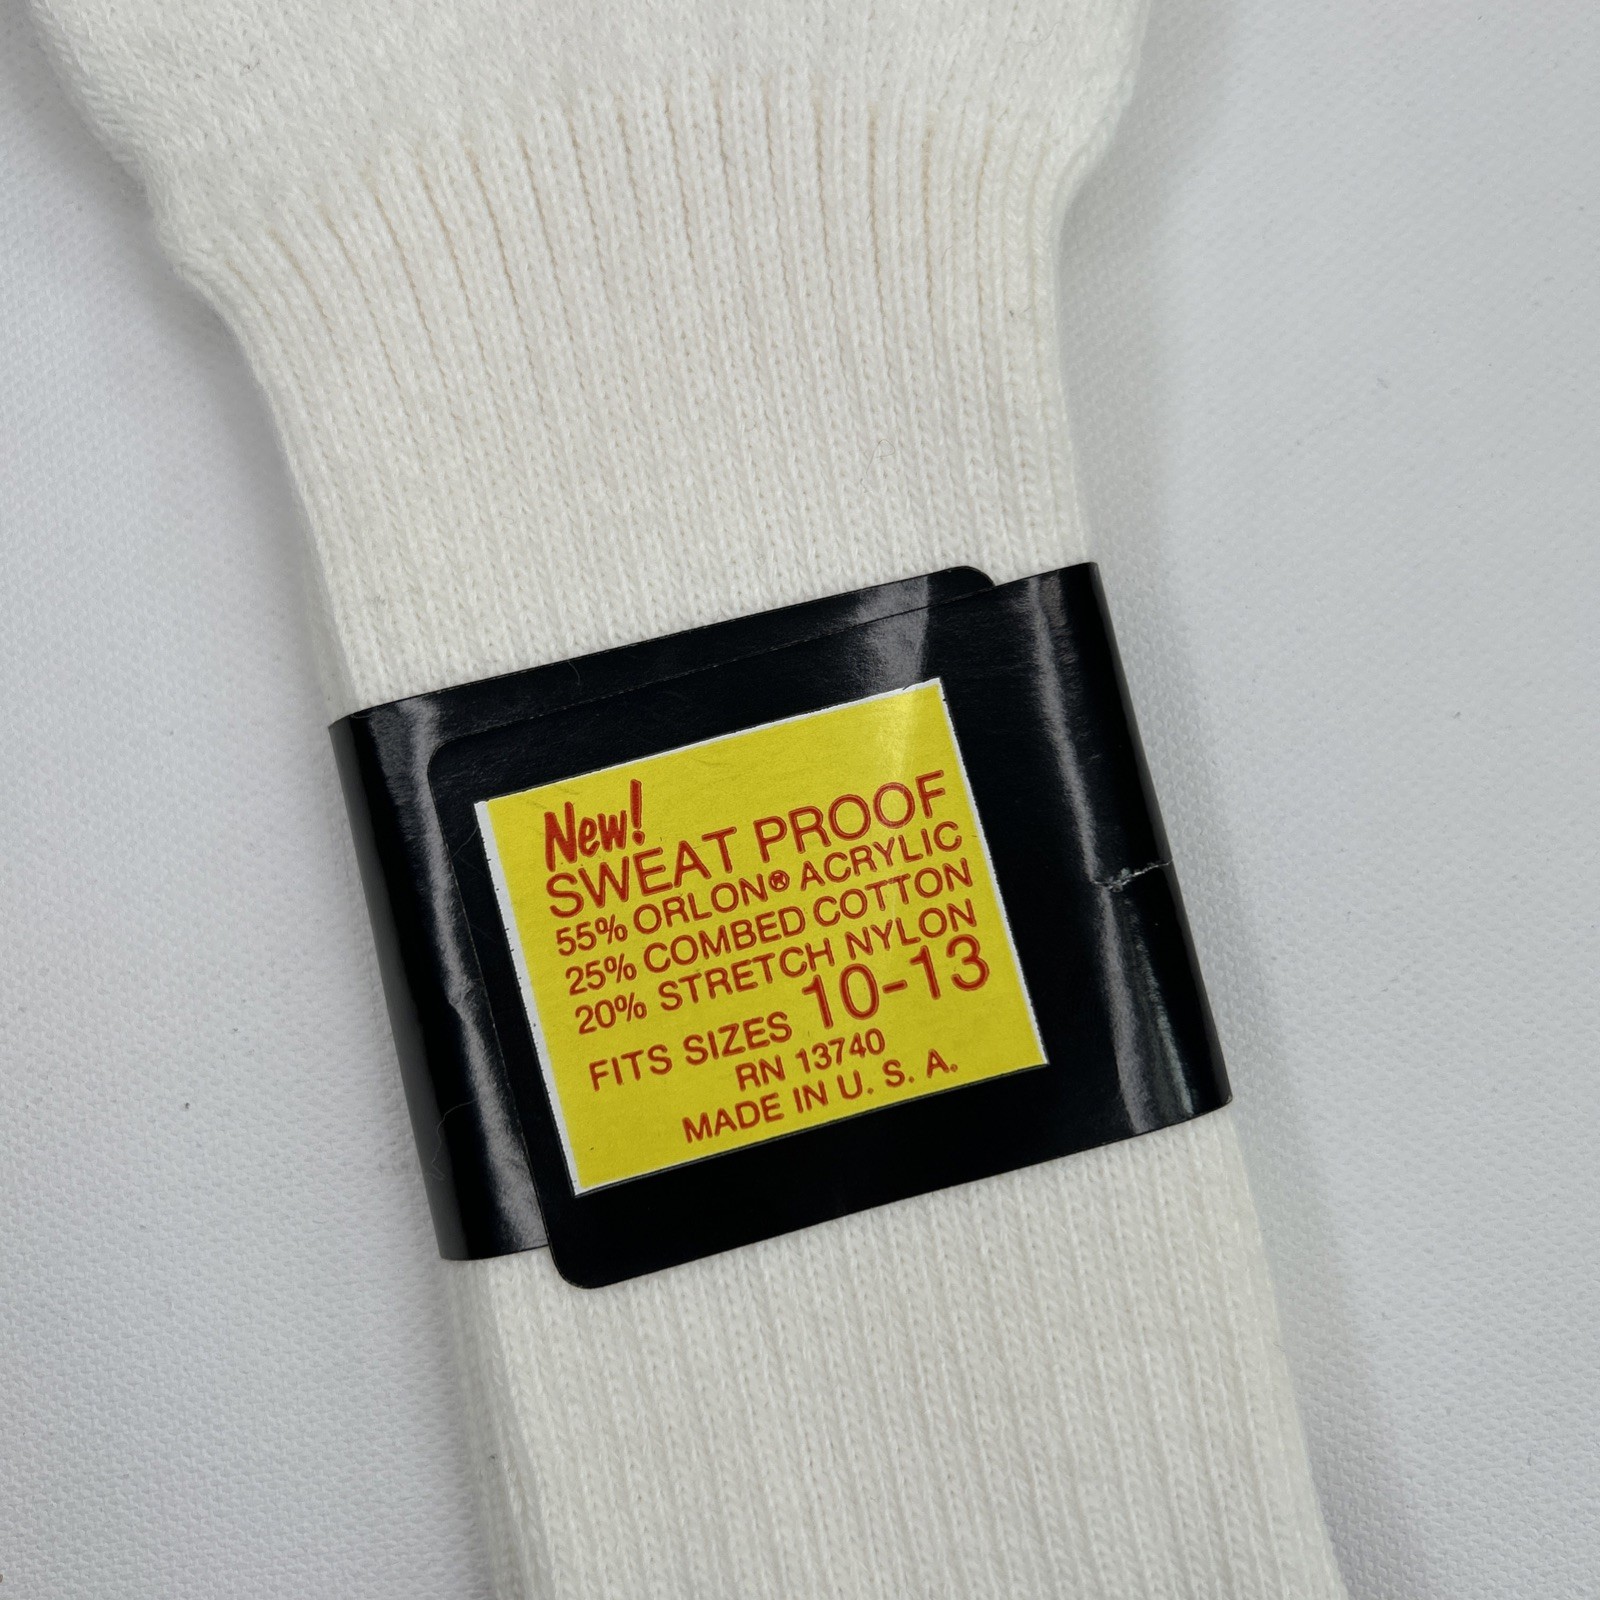 New!
SWEAT PROOF
55% ORLON® ACRYLIC
25% COMBED COTTON
20% STRETCH NYLON
FITS SIZES 10-13
RN 13740
MADE IN U. S. A.